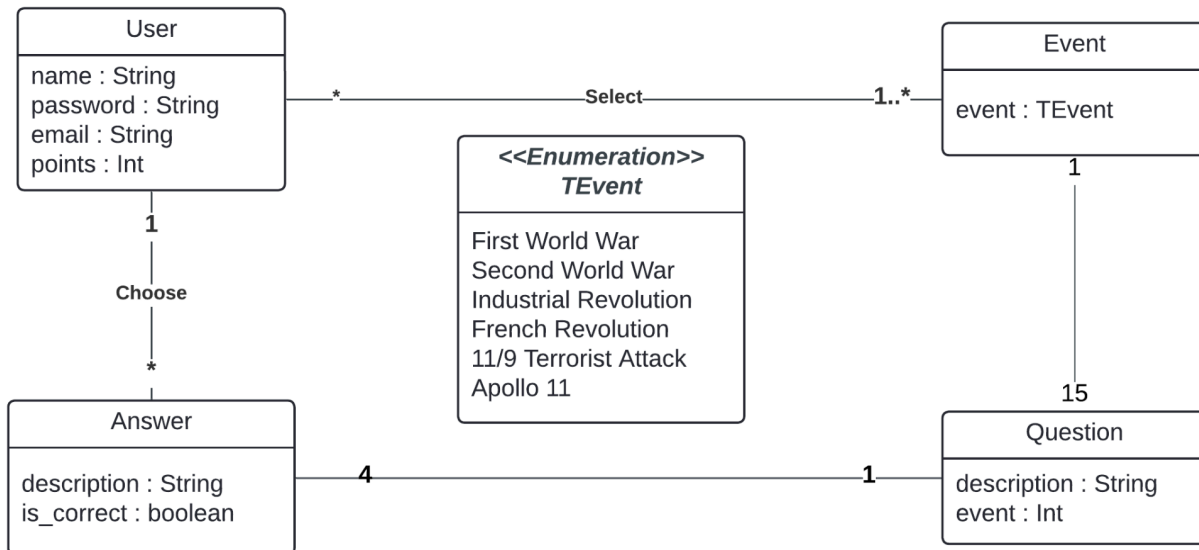 User
name : String
password : String
email : String
points : Int
* Select 1..*
Event
event : TEvent
<<Enumeration>>
TEvent
First World War
Second World War
Industrial Revolution
French Revolution
11/9 Terrorist Attack
Apollo 11
1
Choose
*
1
15
Answer
description : String
is_correct : boolean
4 1
Question
description : String
event : Int